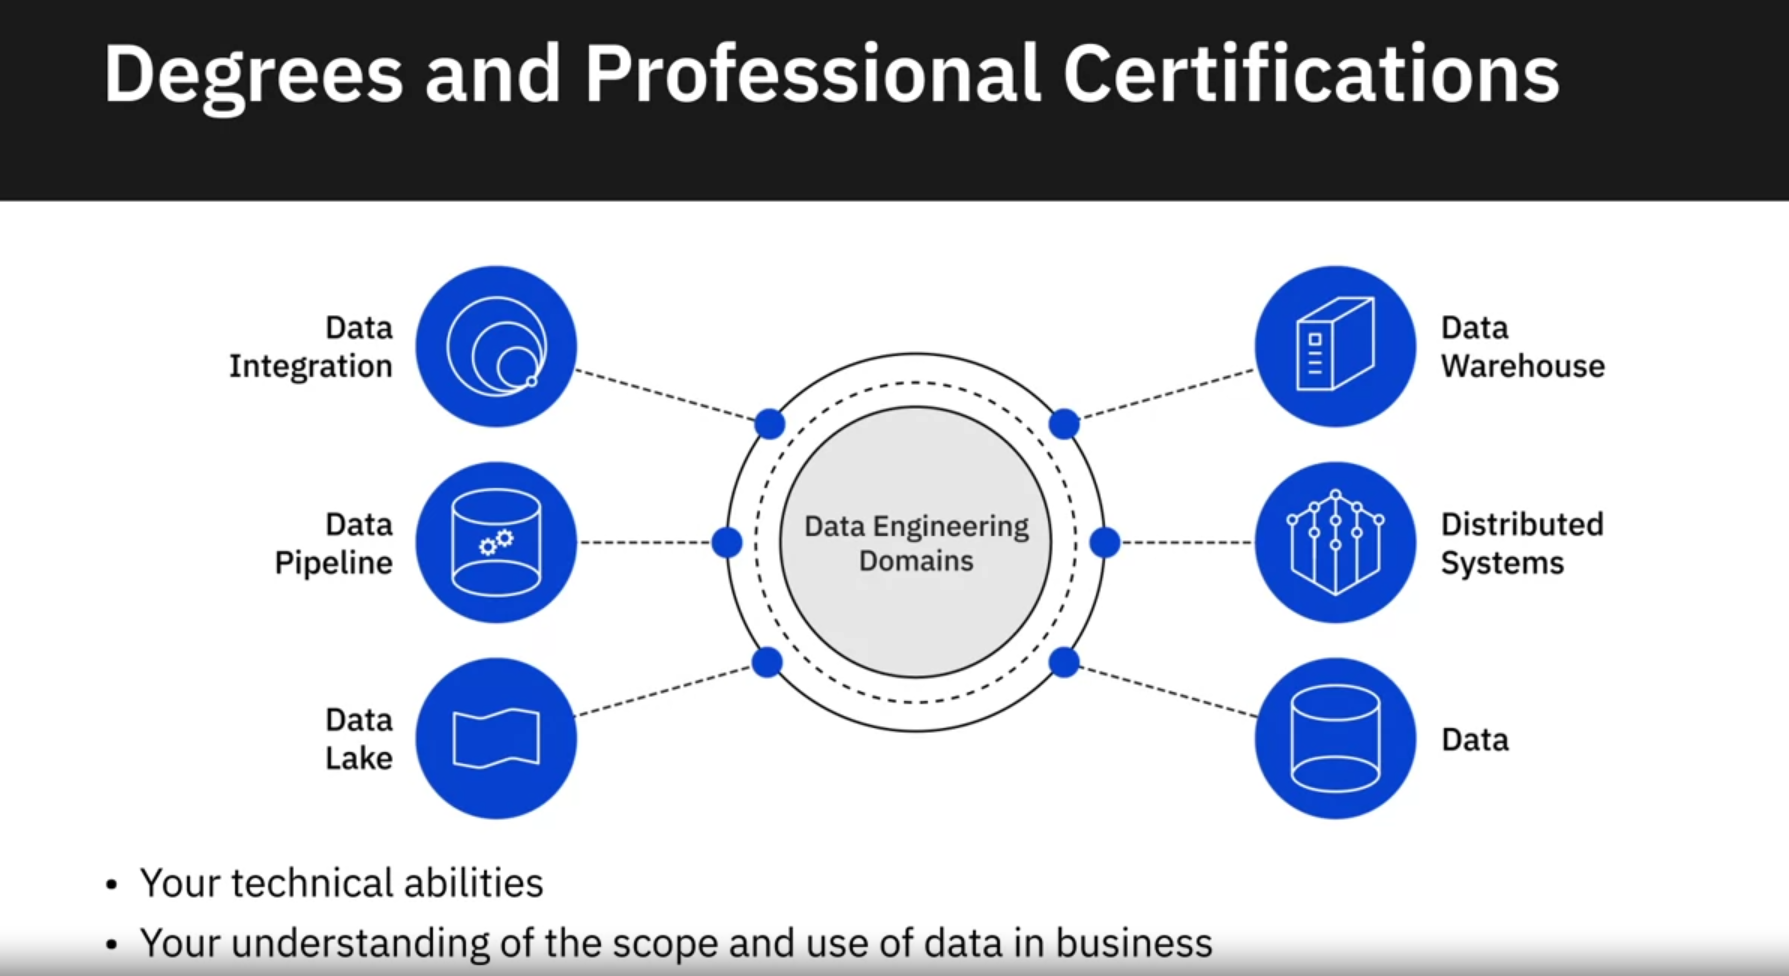 Degrees and Professional Certifications
Data
Integration
Data
Warehouse
Data Engineering
Domains
Data
Pipeline
Distributed
Systems
Data
Lake
Data
• Your technical abilities
• Your understanding of the scope and use of data in business